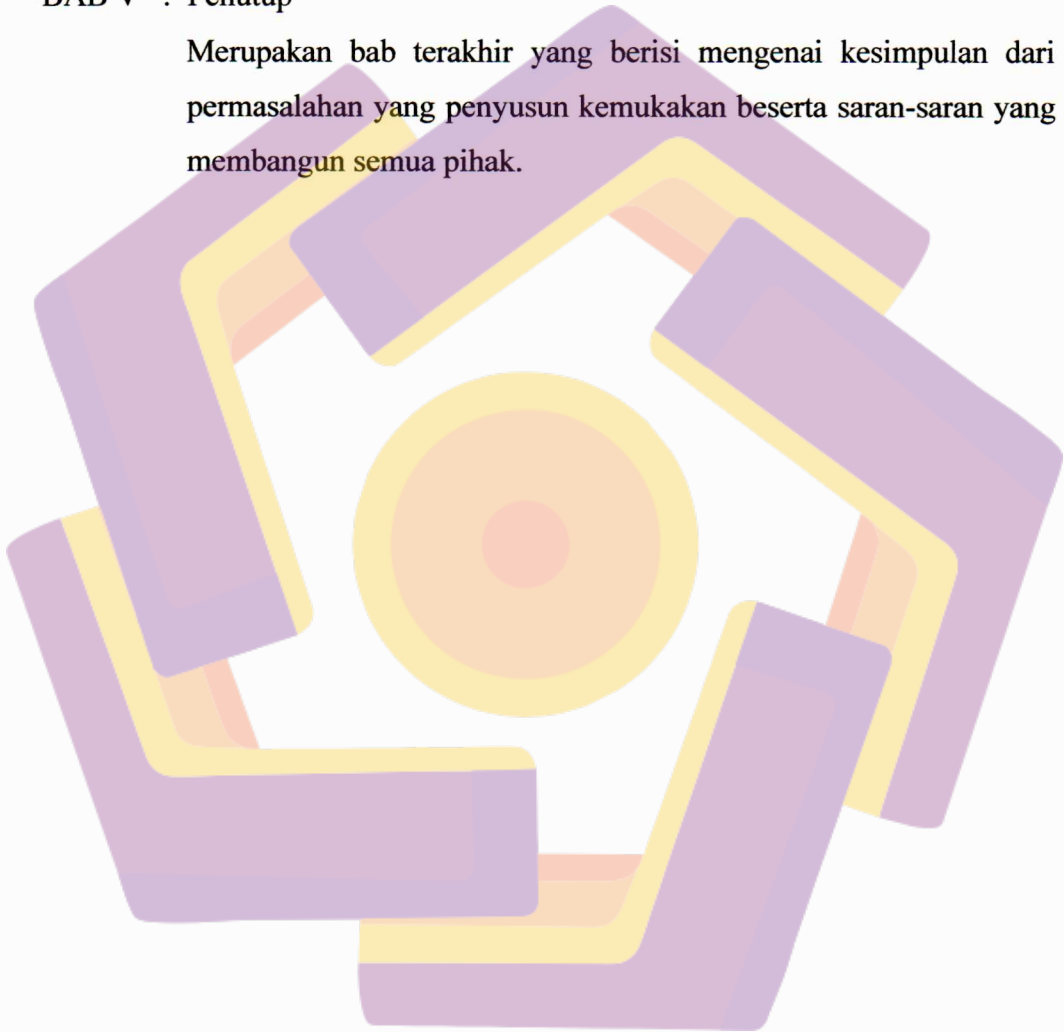 BAB V : Penutup
Merupakan bab terakhir yang berisi mengenai kesimpulan dari
permasalahan yang penyusun kemukakan beserta saran-saran yang
membangun semua pihak.